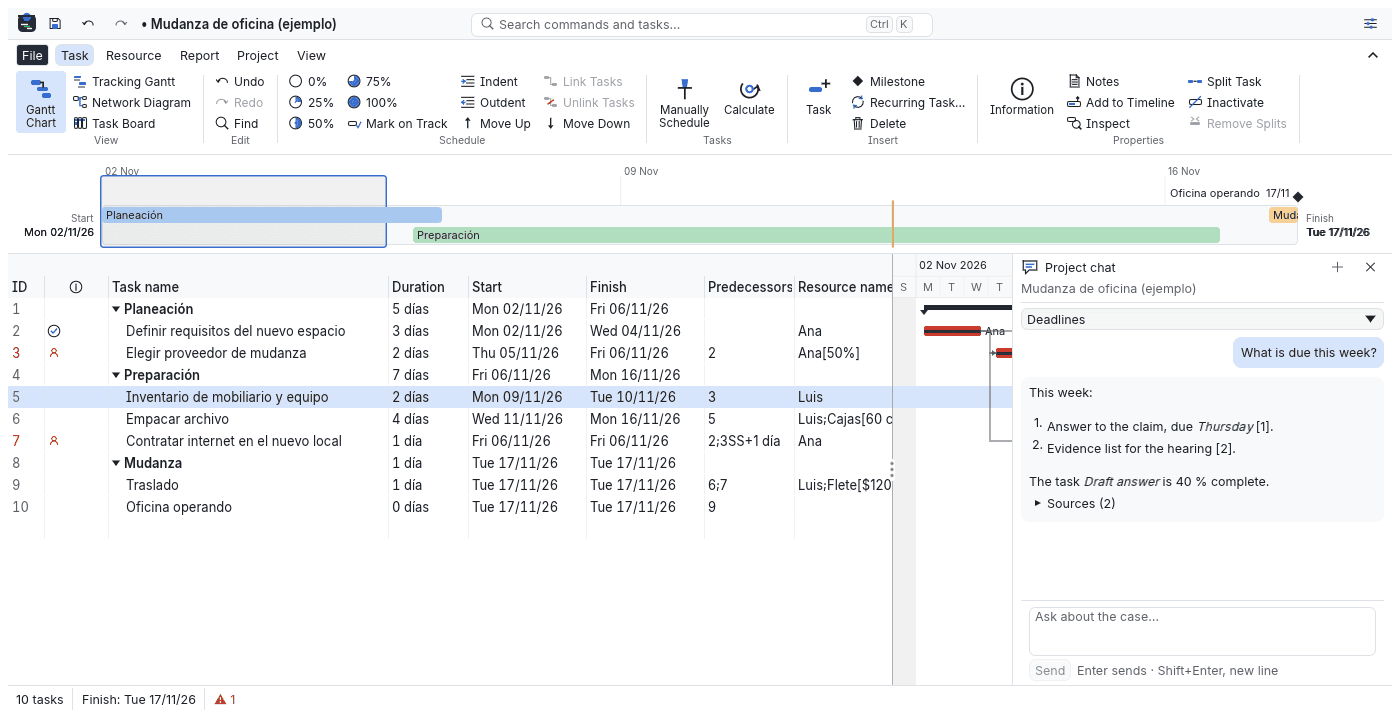 • Mudanza de oficina (ejemplo)
Search commands and tasks... Ctrl K
File Task Resource Report Project View
Gantt Chart
Tracking Gantt
Network Diagram
Task Board
View
Undo
Redo
Find
Edit
0% 75%
25% 100%
50% Mark on Track
Indent Link Tasks
Outdent Unlink Tasks
Move Up Move Down
Schedule
Manually Schedule
Calculate
Tasks
Task
Milestone
Recurring Task...
Delete
Insert
Information
Notes
Add to Timeline
Inspect
Split Task
Inactivate
Remove Splits
Properties
02 Nov 09 Nov 16 Nov
Oficina operando 17/11
Start
Mon 02/11/26
Planeación
Preparación
Finish
Tue 17/11/26
ID Task name Duration Start Finish Predecessors Resource name
1 Planeación 5 días Mon 02/11/26 Fri 06/11/26
2 Definir requisitos del nuevo espacio 3 días Mon 02/11/26 Wed 04/11/26 Ana
3 Elegir proveedor de mudanza 2 días Thu 05/11/26 Fri 06/11/26 2 Ana[50%]
4 Preparación 7 días Fri 06/11/26 Mon 16/11/26
5 Inventario de mobiliario y equipo 2 días Mon 09/11/26 Tue 10/11/26 3 Luis
6 Empacar archivo 4 días Wed 11/11/26 Mon 16/11/26 5 Luis;Cajas[60 c
7 Contratar internet en el nuevo local 1 día Fri 06/11/26 Fri 06/11/26 2;3SS+1 día Ana
8 Mudanza 1 día Tue 17/11/26 Tue 17/11/26
9 Traslado 1 día Tue 17/11/26 Tue 17/11/26 6;7 Luis;Flete[$120
10 Oficina operando 0 días Tue 17/11/26 Tue 17/11/26 9
02 Nov 2026
S M T W T
Ana
Project chat
Mudanza de oficina (ejemplo)
Deadlines
What is due this week?
This week:
1. Answer to the claim, due Thursday [1].
2. Evidence list for the hearing [2].
The task Draft answer is 40 % complete.
Sources (2)
Ask about the case...
Send Enter sends · Shift+Enter, new line
10 tasks Finish: Tue 17/11/26 1